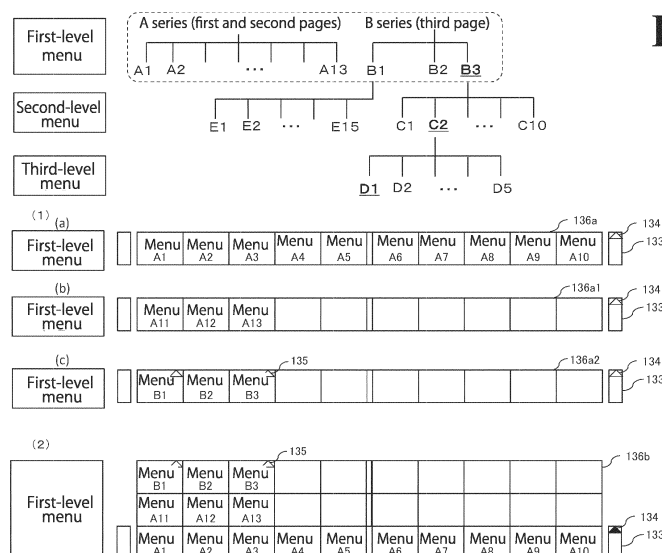 A series (first and second pages) B series (third page)
First-level
menu
A1 A2 ··· A13 B1 B2 B3
Second-level
menu
E1 E2 ··· E15 C1 C2 ··· C10
Third-level
menu
D1 D2 ··· D5
(1)
(a)
136a
134
First-level
menu
Menu Menu Menu Menu Menu Menu Menu Menu Menu Menu
A1 A2 A3 A4 A5 A6 A7 A8 A9 A10
133
(b)
136a1
134
First-level
menu
Menu Menu Menu
A11 A12 A13
133
(c)
135
136a2
134
First-level
menu
Menu Menu Menu
B1 B2 B3
133
(2)
135
136b
Menu Menu Menu
B1 B2 B3
First-level
menu
Menu Menu Menu
A11 A12 A13
134
Menu Menu Menu Menu Menu Menu Menu Menu Menu Menu
A1 A2 A3 A4 A5 A6 A7 A8 A9 A10
133